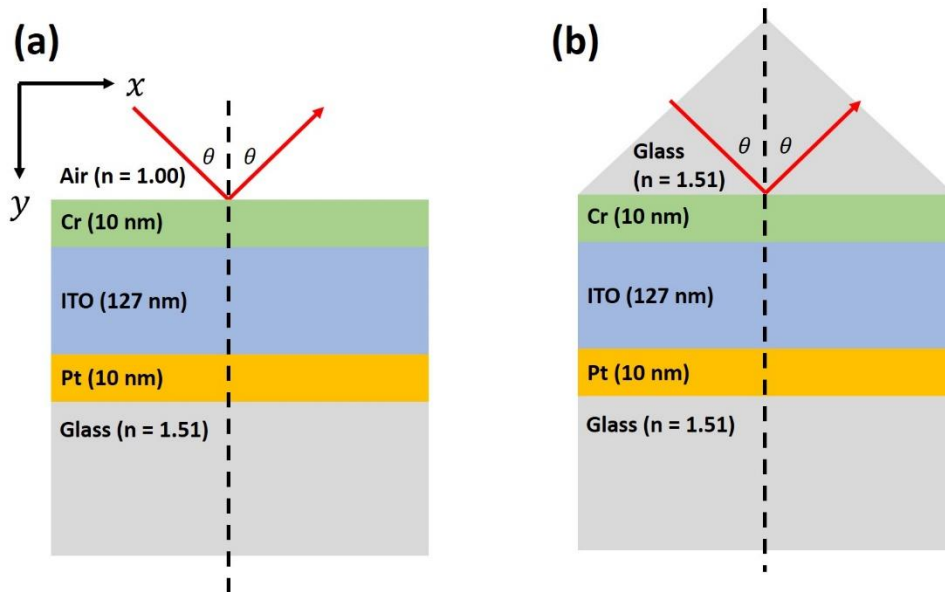 (a)
x
y
θ θ
Air (n = 1.00)
Cr (10 nm)
ITO (127 nm)
Pt (10 nm)
Glass (n = 1.51)
(b)
θ θ
Glass
(n = 1.51)
Cr (10 nm)
ITO (127 nm)
Pt (10 nm)
Glass (n = 1.51)